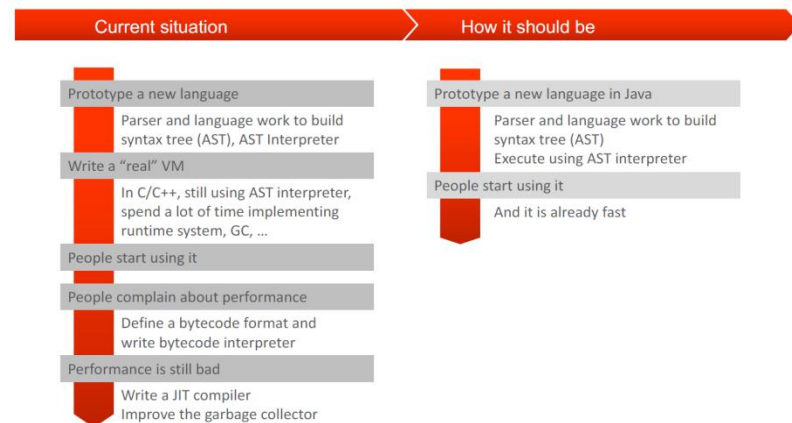 Current situation
How it should be
Prototype a new language
Parser and language work to build
syntax tree (AST), AST Interpreter
Write a “real” VM
In C/C++, still using AST interpreter,
spend a lot of time implementing
runtime system, GC, ...
People start using it
People complain about performance
Define a bytecode format and
write bytecode interpreter
Performance is still bad
Write a JIT compiler
Improve the garbage collector
Prototype a new language in Java
Parser and language work to build
syntax tree (AST)
Execute using AST interpreter
People start using it
And it is already fast